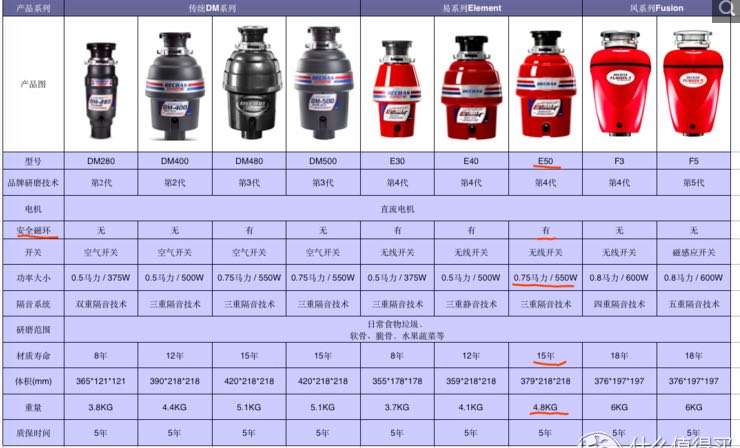 产品系列 传统DM系列 易系列Element 风系列Fusion
产品图
BECBAS
DM-400
BECBAS
DM-500
型号 DM280 DM400 DM480 DM500 E30 E40 E50 F3 F5
品牌研磨技术 第2代 第2代 第3代 第3代 第4代 第4代 第4代 第4代 第5代
电机 直流电机
安全磁环 无 无 有 无 有 有 有 无 无
开关 空气开关 空气开关 空气开关 空气开关 无线开关 无线开关 无线开关 无线开关 磁感应开关
功率大小 0.5马力 / 375W 0.5马力 / 500W 0.75马力 / 550W 0.75马力 / 550W 0.5马力 / 375W 0.5马力 / 500W 0.75马力 / 550W 0.8马力 / 600W 0.8马力 / 600W
隔音系统 双重隔音技术 三重隔音技术 三重隔音技术 三重隔音技术 三重隔音技术 三重静音技术 三重隔音技术 四重隔音技术 五重隔音技术
研磨范围 日常食物垃圾、
软骨、脆骨、水果蔬菜等
材质寿命 8年 12年 15年 15年 8年 12年 15年 18年 18年
体积(mm) 365*121*121 390*218*218 420*218*218 420*218*218 355*178*178 359*218*218 379*218*218 376*197*197 376*197*197
重量 3.8KG 4.4KG 5.1KG 5.1KG 3.7KG 4.1KG 4.8KG 6KG 6KG
质保时间 5年 5年 5年 5年 5年 5年 5年 5年 5年
什么值得买